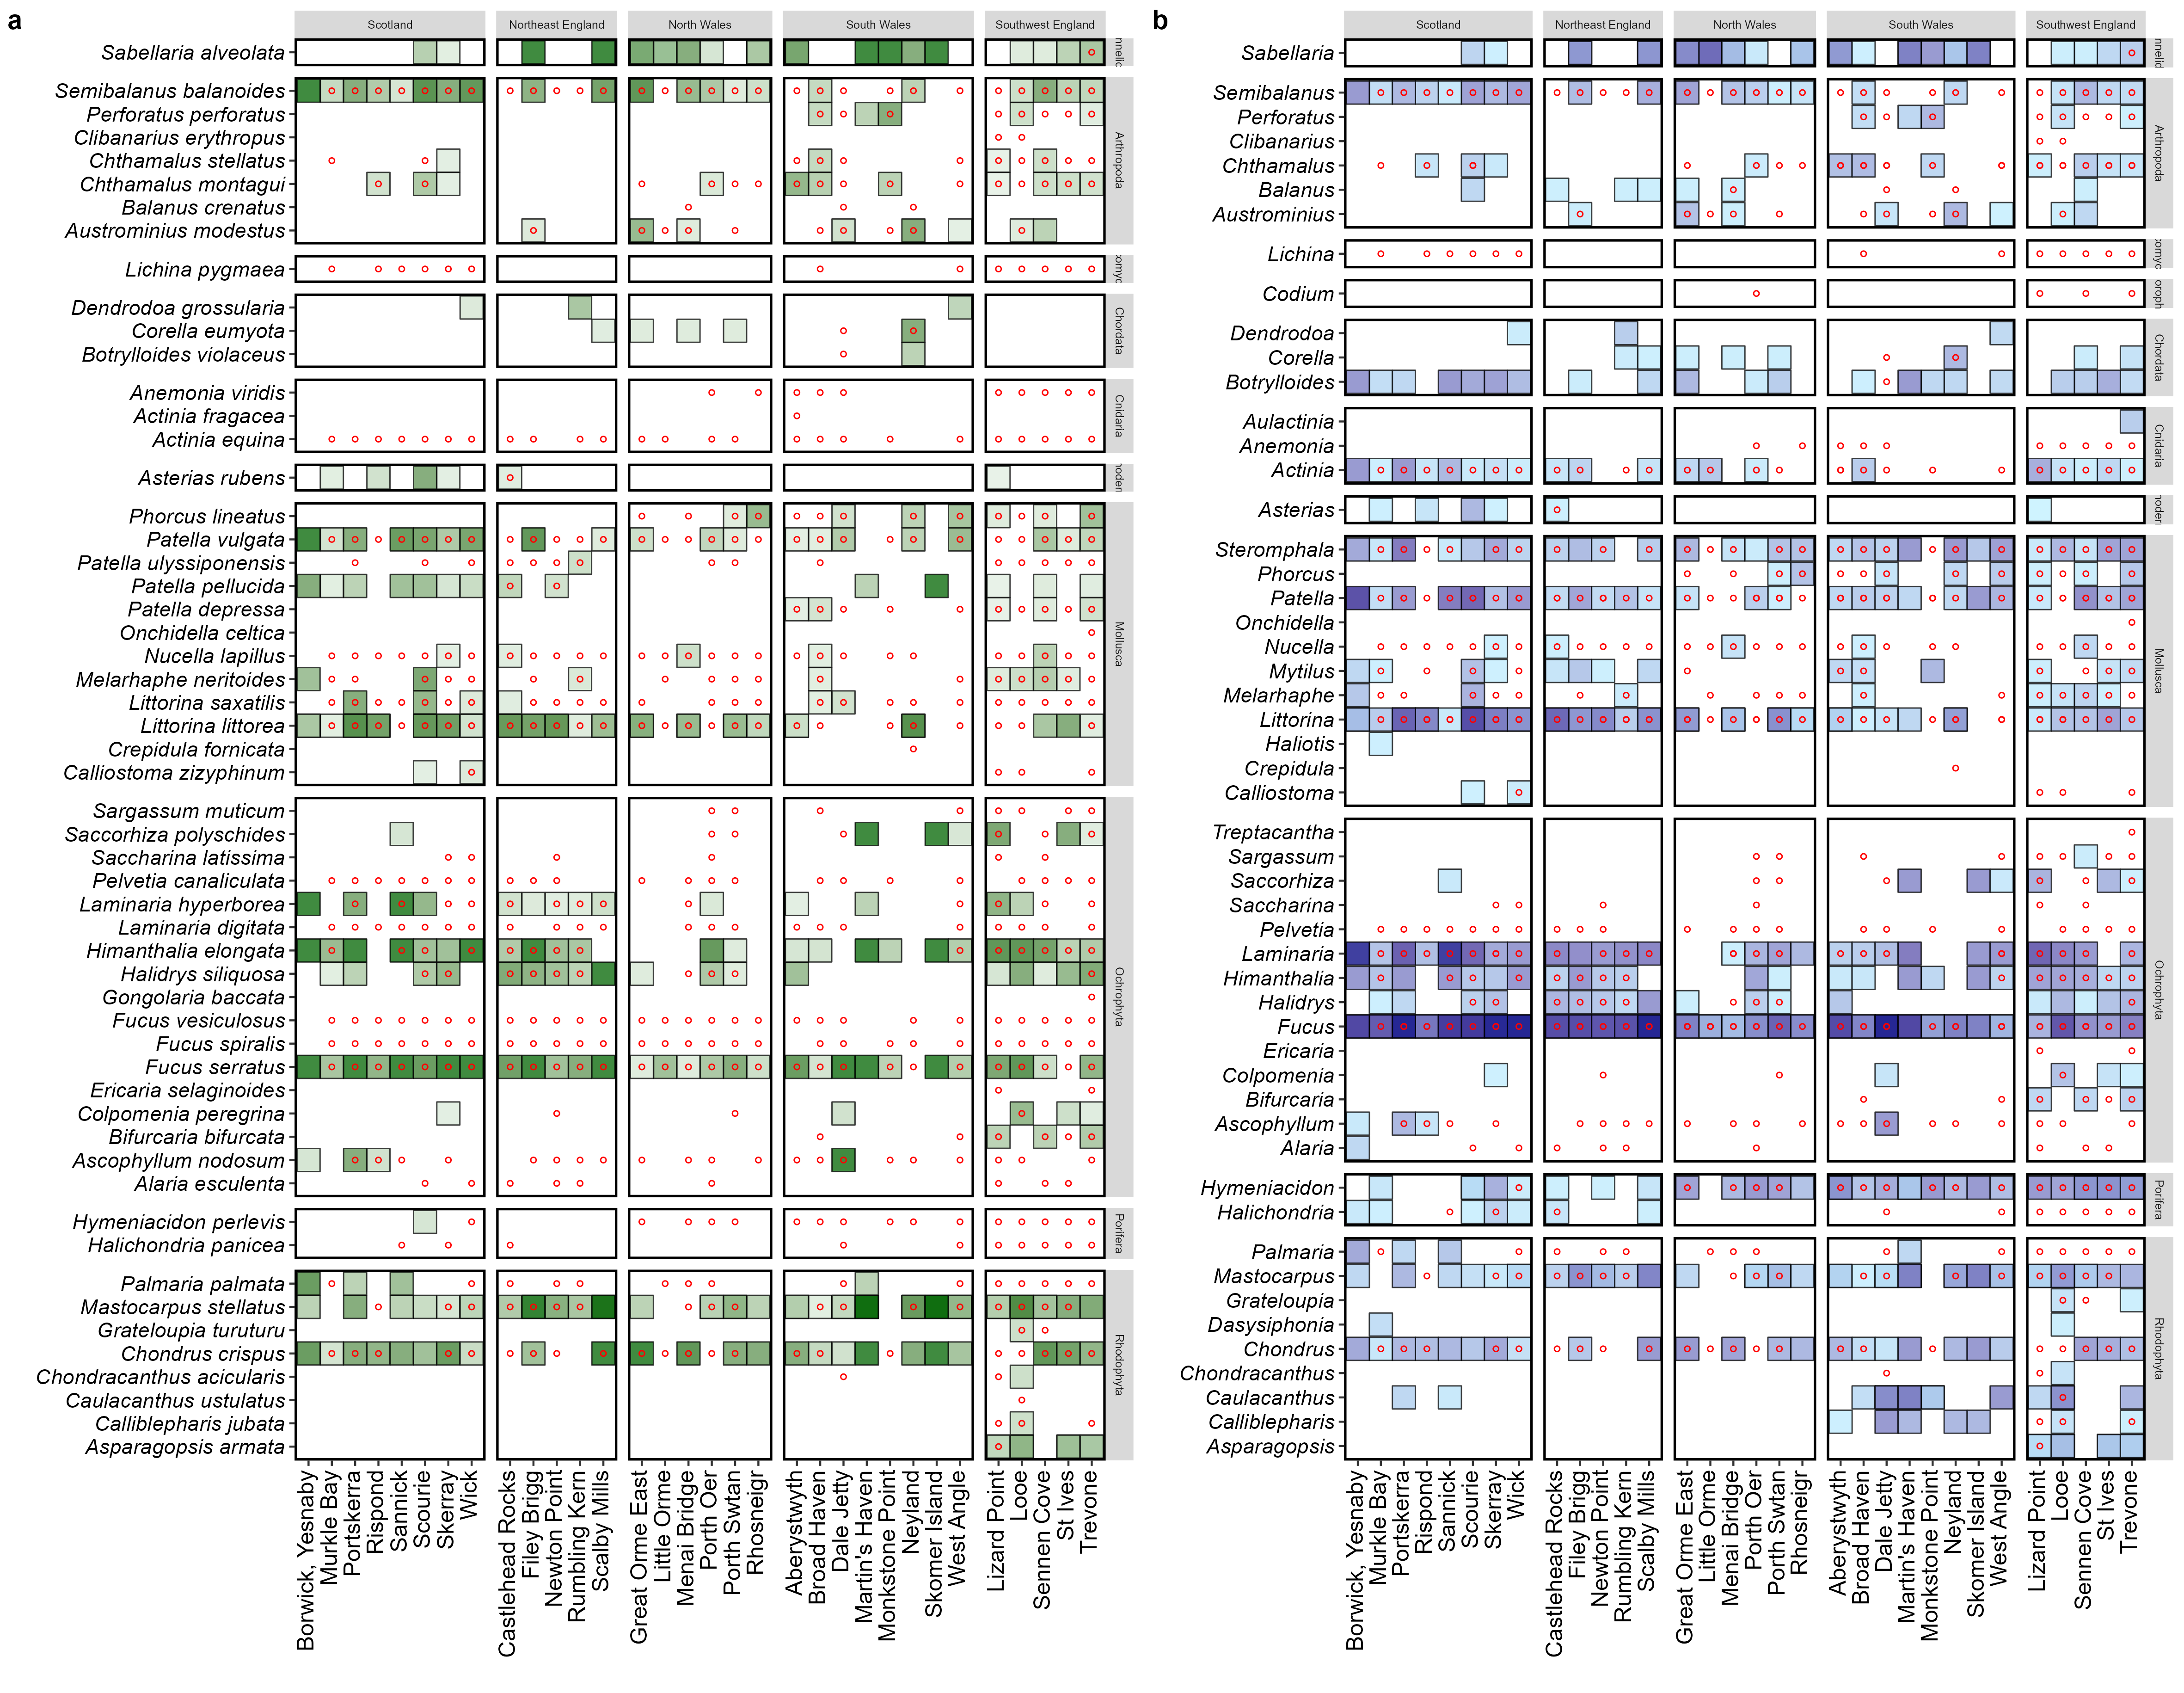 a
Scotland
Northeast England
North Wales
South Wales
Southwest England
Sabellaria alveolata
Semibalanus balanoides
Perforatus perforatus
Clibanarius erythropus
Chthamalus stellatus
Chthamalus montagui
Balanus crenatus
Austrominius modestus
Arthropoda
Lichina pygmaea
Dendrodoa grossularia
Corella eumyota
Botrylloides violaceus
Chordata
Anemonia viridis
Actinia fragacea
Actinia equina
Cnidaria
Asterias rubens
Phorcus lineatus
Patella vulgata
Patella ulyssiponensis
Patella pellucida
Patella depressa
Onchidella celtica
Nucella lapillus
Melarhaphe neritoides
Littorina saxatilis
Littorina littorea
Crepidula fornicata
Calliostoma zizyphinum
Mollusca
Sargassum muticum
Saccorhiza polyschides
Saccharina latissima
Pelvetia canaliculata
Laminaria hyperborea
Laminaria digitata
Himanthalia elongata
Halidrys siliquosa
Gongolaria baccata
Fucus vesiculosus
Fucus spiralis
Fucus serratus
Ericaria selaginoides
Colpomenia peregrina
Bifurcaria bifurcata
Ascophyllum nodosum
Alaria esculenta
Ochrophyta
Hymeniacidon perlevis
Halichondria panicea
Porifera
Palmaria palmata
Mastocarpus stellatus
Grateloupia turuturu
Chondrus crispus
Chondracanthus acicularis
Caulacanthus ustulatus
Calliblepharis jubata
Asparagopsis armata
Rhodophyta
Borwick, Yesnaby
Murkle Bay
Portskerra
Rispond
Sannick
Scourie
Skerray
Wick
Castlehead Rocks
Filey Brigg
Newton Point
Rumbling Kern
Scalby Mills
Great Orme East
Little Orme
Menai Bridge
Porth Oer
Porth Swtan
Rhosneigr
Aberystwyth
Broad Haven
Dale Jetty
Martin's Haven
Monkstone Point
Neyland
Skomer Island
West Angle
Lizard Point
Looe
Sennen Cove
St Ives
Trevone
b
Scotland
Northeast England
North Wales
South Wales
Southwest England
Sabellaria
Semibalanus
Perforatus
Clibanarius
Chthamalus
Balanus
Austrominius
Arthropoda
Lichina
Codium
Dendrodoa
Corella
Botrylloides
Chordata
Aulactinia
Anemonia
Actinia
Cnidaria
Asterias
Steromphala
Phorcus
Patella
Onchidella
Nucella
Mytilus
Melarhaphe
Littorina
Haliotis
Crepidula
Calliostoma
Mollusca
Treptacantha
Sargassum
Saccorhiza
Saccharina
Pelvetia
Laminaria
Himanthalia
Halidrys
Fucus
Ericaria
Colpomenia
Bifurcaria
Ascophyllum
Alaria
Ochrophyta
Hymeniacidon
Halichondria
Porifera
Palmaria
Mastocarpus
Grateloupia
Dasysiphonia
Chondrus
Chondracanthus
Caulacanthus
Calliblepharis
Asparagopsis
Rhodophyta
Borwick, Yesnaby
Murkle Bay
Portskerra
Rispond
Sannick
Scourie
Skerray
Wick
Castlehead Rocks
Filey Brigg
Newton Point
Rumbling Kern
Scalby Mills
Great Orme East
Little Orme
Menai Bridge
Porth Oer
Porth Swtan
Rhosneigr
Aberystwyth
Broad Haven
Dale Jetty
Martin's Haven
Monkstone Point
Neyland
Skomer Island
West Angle
Lizard Point
Looe
Sennen Cove
St Ives
Trevone